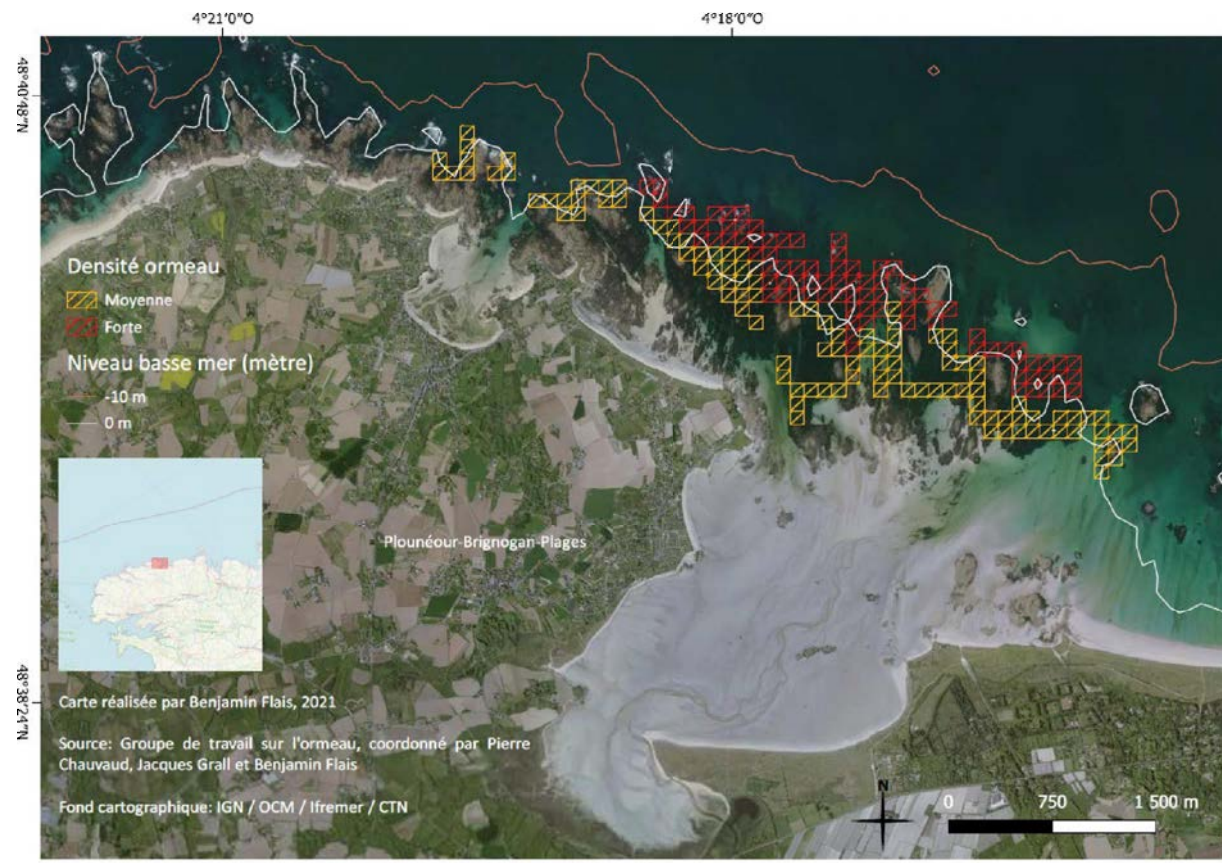 4°21'0"O
4°18'0"O
48°40'48"N
Densité ormeau
Moyenne
Forte
Niveau basse mer (mètre)
-10 m
0 m
Plounéour-Brignogan-Plages
48°38'24"N
Carte réalisée par Benjamin Flais, 2021
Source: Groupe de travail sur l'ormeau, coordonné par Pierre
Chauvaud, Jacques Grall et Benjamin Flais
Fond cartographique: IGN / OCM / Ifremer / CTN
N
0 750 1 500 m